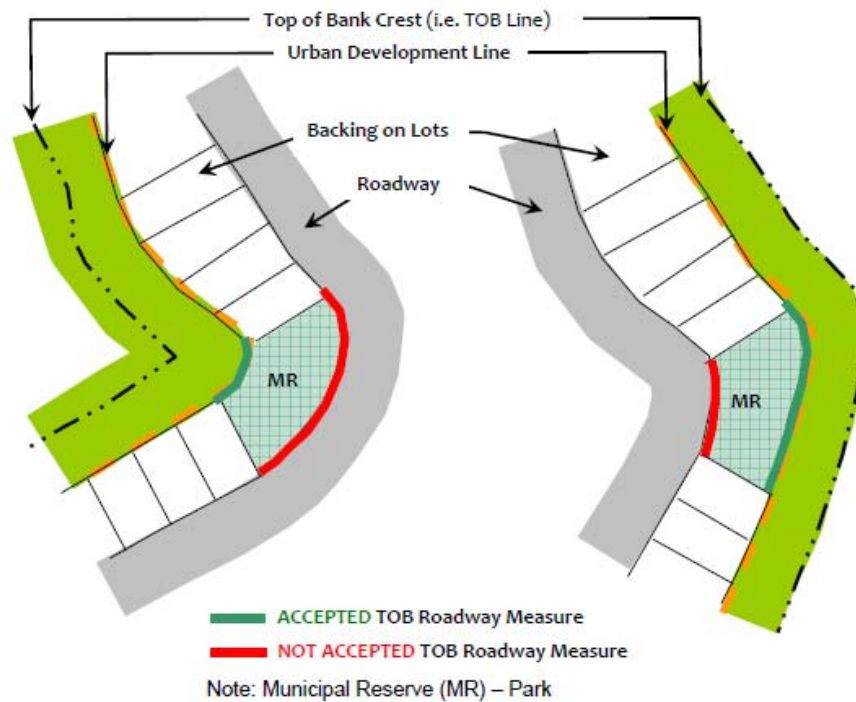 Top of Bank Crest (i.e. TOB Line)
Urban Development Line
Backing on Lots
Roadway
MR
MR
ACCEPTED TOB Roadway Measure
NOT ACCEPTED TOB Roadway Measure
Note: Municipal Reserve (MR) – Park